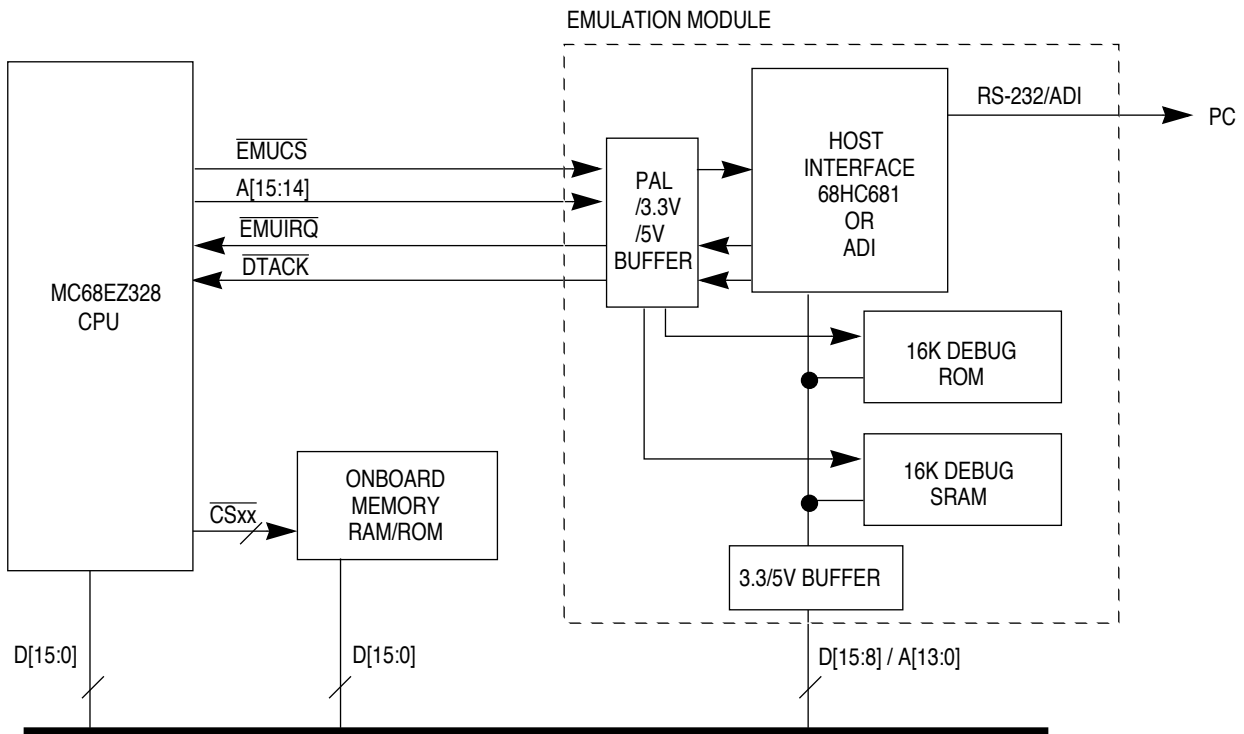 EMULATION MODULE
RS-232/ADI
PC
HOST
INTERFACE
68HC681
OR
ADI
EMUCS
A[15:14]
EMUIRQ
DTACK
PAL
/3.3V
/5V
BUFFER
MC68EZ328
CPU
16K DEBUG
ROM
16K DEBUG
SRAM
ONBOARD
MEMORY
RAM/ROM
CSxx
3.3/5V BUFFER
D[15:0]
D[15:0]
D[15:8] / A[13:0]